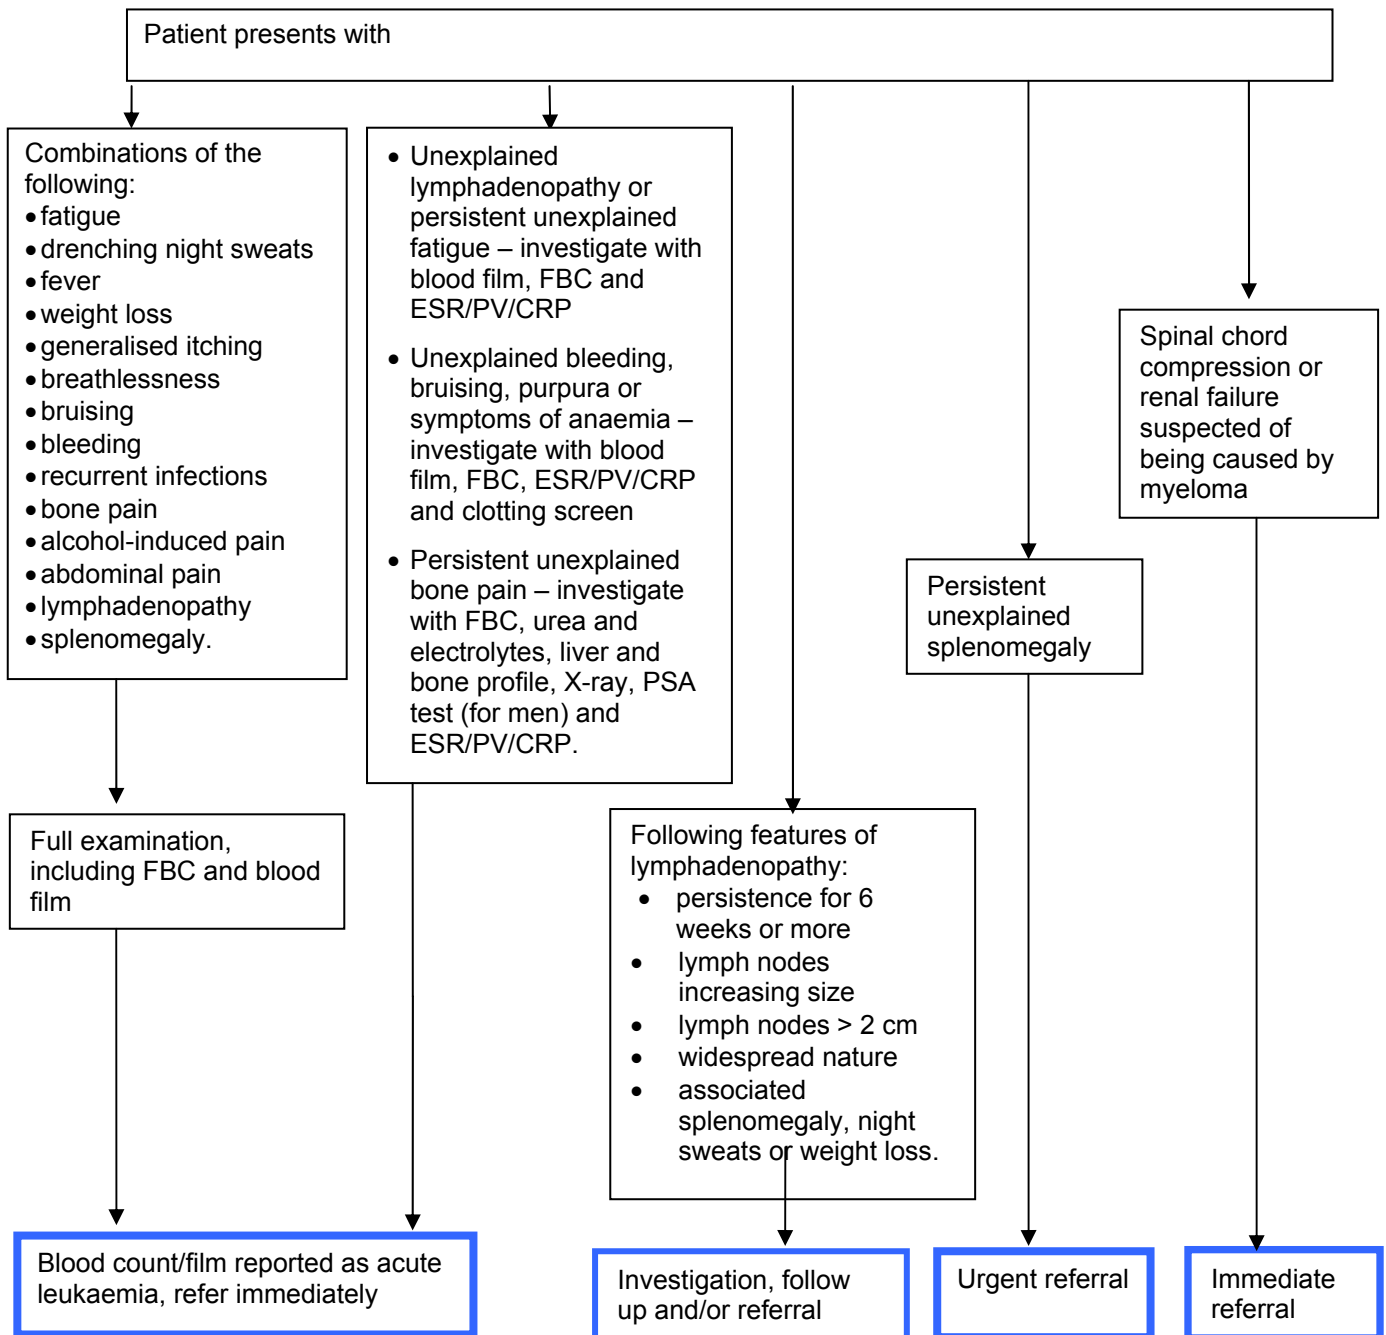 Patient presents with
Combinations of the
following:
• fatigue
• drenching night sweats
• fever
• weight loss
• generalised itching
• breathlessness
• bruising
• bleeding
• recurrent infections
• bone pain
• alcohol-induced pain
• abdominal pain
• lymphadenopathy
• splenomegaly.
• Unexplained
lymphadenopathy or
persistent unexplained
fatigue – investigate with
blood film, FBC and
ESR/PV/CRP
• Unexplained bleeding,
bruising, purpura or
symptoms of anaemia –
investigate with blood
film, FBC, ESR/PV/CRP
and clotting screen
• Persistent unexplained
bone pain – investigate
with FBC, urea and
electrolytes, liver and
bone profile, X-ray, PSA
test (for men) and
ESR/PV/CRP.
Spinal chord
compression or
renal failure
suspected of
being caused by
myeloma
Persistent
unexplained
splenomegaly
Full examination,
including FBC and blood
film
Following features of
lymphadenopathy:
• persistence for 6
weeks or more
• lymph nodes
increasing size
• lymph nodes > 2 cm
• widespread nature
• associated
splenomegaly, night
sweats or weight loss.
Blood count/film reported as acute
leukaemia, refer immediately
Investigation, follow
up and/or referral
Urgent referral
Immediate
referral